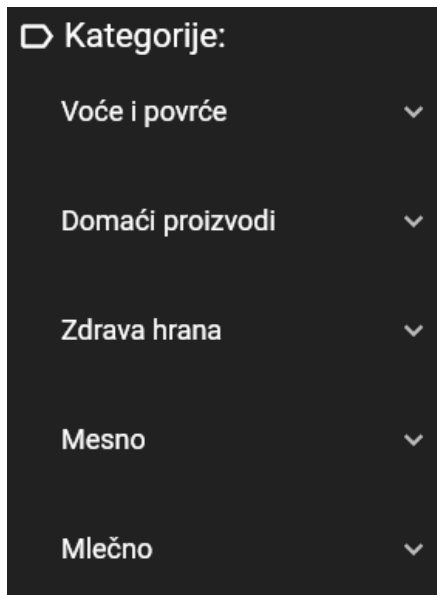 Kategorije:
Voće i povrće
Domaći proizvodi
Zdrava hrana
Mesno
Mlečno